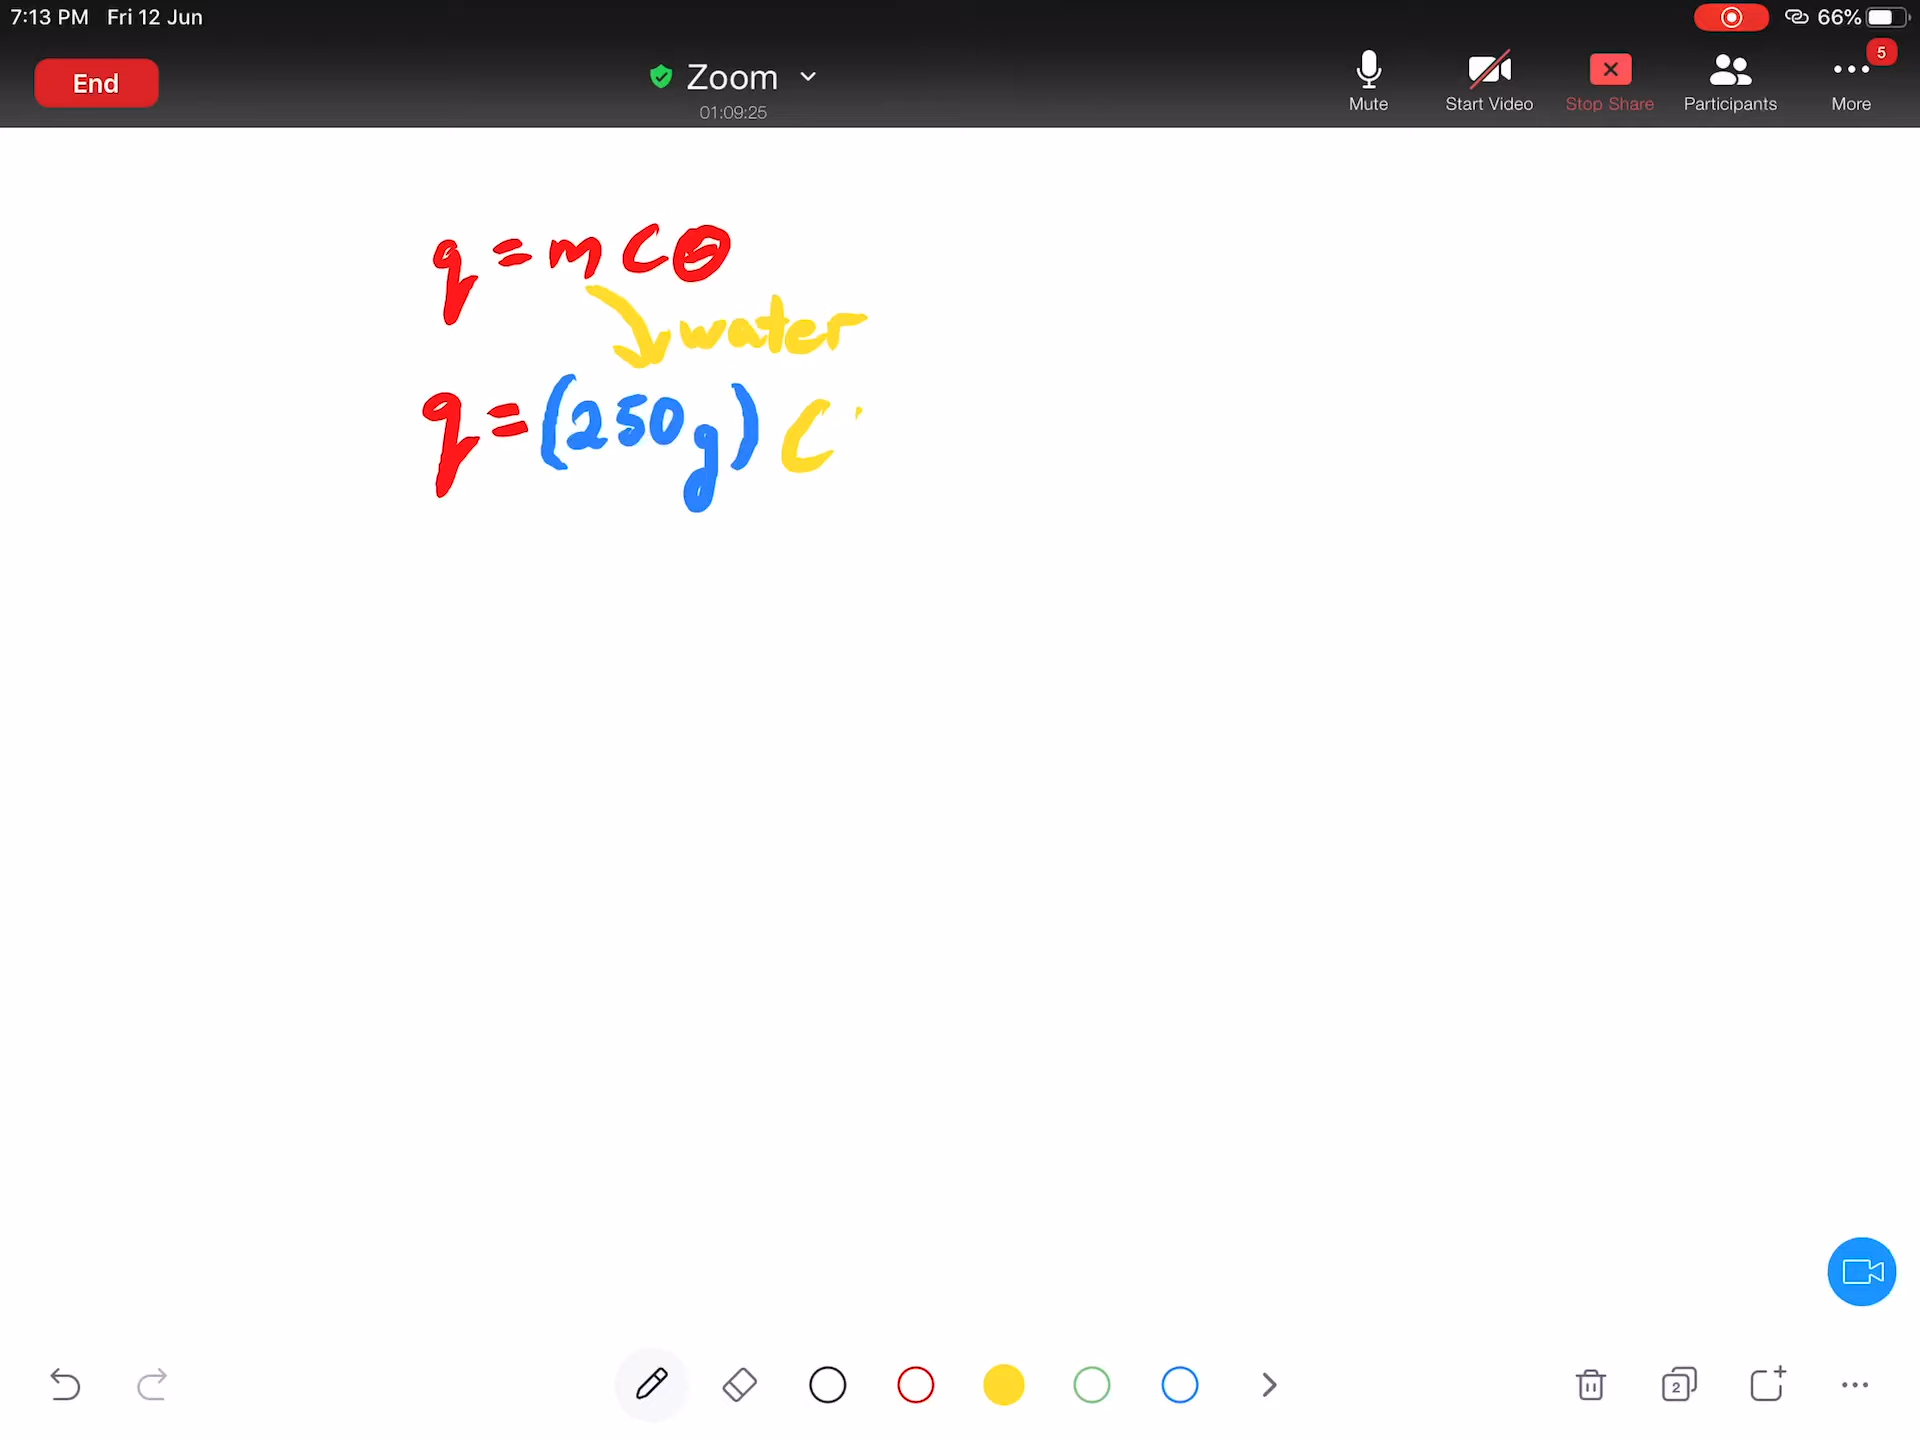 7:13 PM Fri 12 Jun
66%
End
Zoom
01:09:25
Mute
Start Video
Stop Share
Participants
More
5
q = m c θ
water
q = (250g) C
2